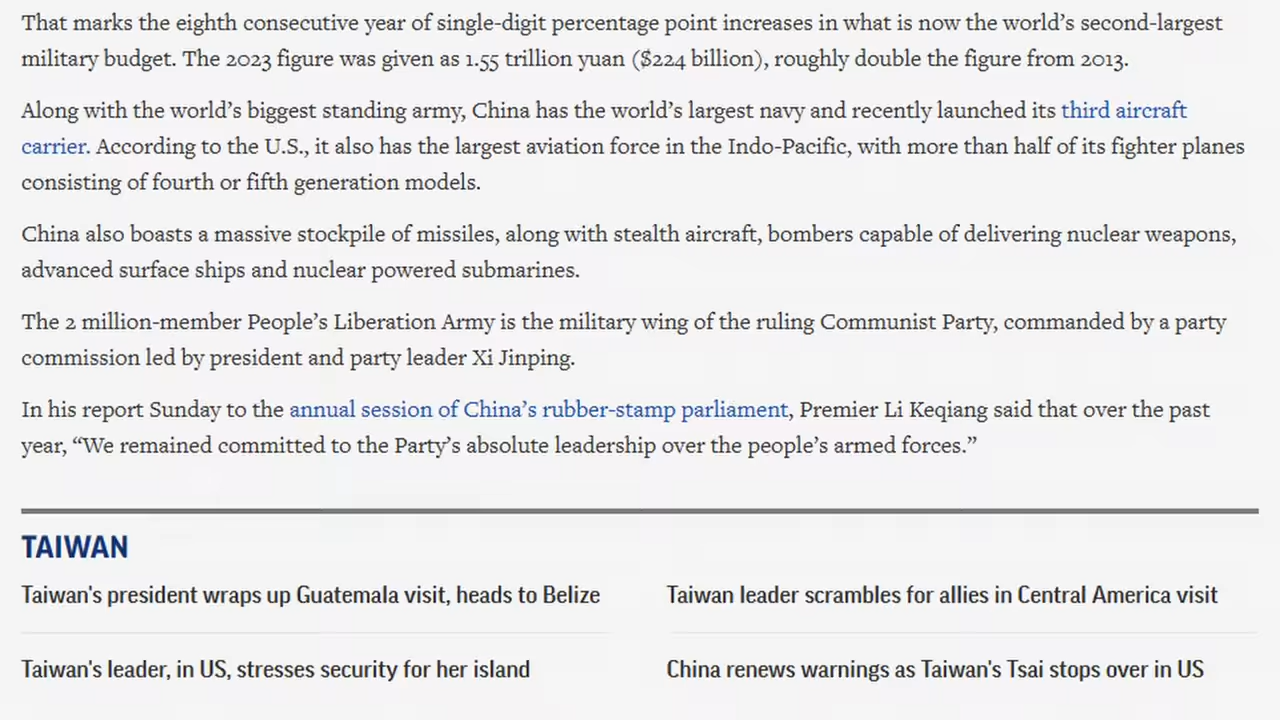 That marks the eighth consecutive year of single-digit percentage point increases in what is now the world’s second-largest
military budget. The 2023 figure was given as 1.55 trillion yuan ($224 billion), roughly double the figure from 2013.
Along with the world’s biggest standing army, China has the world’s largest navy and recently launched its third aircraft
carrier. According to the U.S., it also has the largest aviation force in the Indo-Pacific, with more than half of its fighter planes
consisting of fourth or fifth generation models.
China also boasts a massive stockpile of missiles, along with stealth aircraft, bombers capable of delivering nuclear weapons,
advanced surface ships and nuclear powered submarines.
The 2 million-member People’s Liberation Army is the military wing of the ruling Communist Party, commanded by a party
commission led by president and party leader Xi Jinping.
In his report Sunday to the annual session of China’s rubber-stamp parliament, Premier Li Keqiang said that over the past
year, “We remained committed to the Party’s absolute leadership over the people’s armed forces.”
TAIWAN
Taiwan's president wraps up Guatemala visit, heads to Belize
Taiwan leader scrambles for allies in Central America visit
Taiwan's leader, in US, stresses security for her island
China renews warnings as Taiwan's Tsai stops over in US